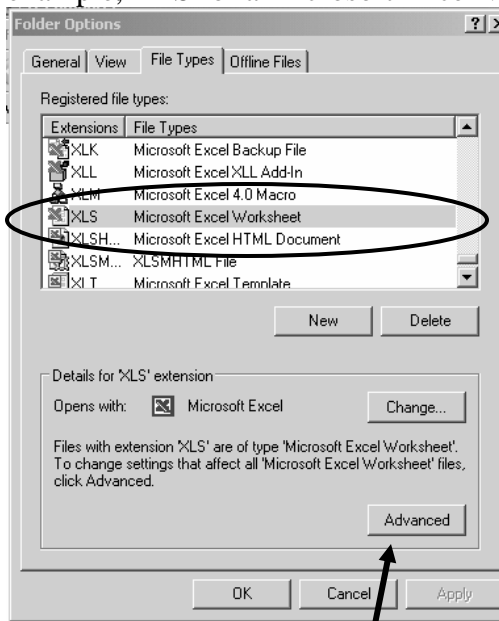 Folder Options
General View File Types Offline Files
Registered file types:
Extensions File Types
XLK Microsoft Excel Backup File
XLL Microsoft Excel XLL Add-In
XLM Microsoft Excel 4.0 Macro
XLS Microsoft Excel Worksheet
XLSH... Microsoft Excel HTML Document
XLSM... XLSMHTML File
XLT Microsoft Excel Template
New Delete
Details for 'XLS' extension
Opens with: Microsoft Excel Change...
Files with extension 'XLS' are of type 'Microsoft Excel Worksheet'.
To change settings that affect all 'Microsoft Excel Worksheet' files,
click Advanced.
Advanced
OK Cancel Apply